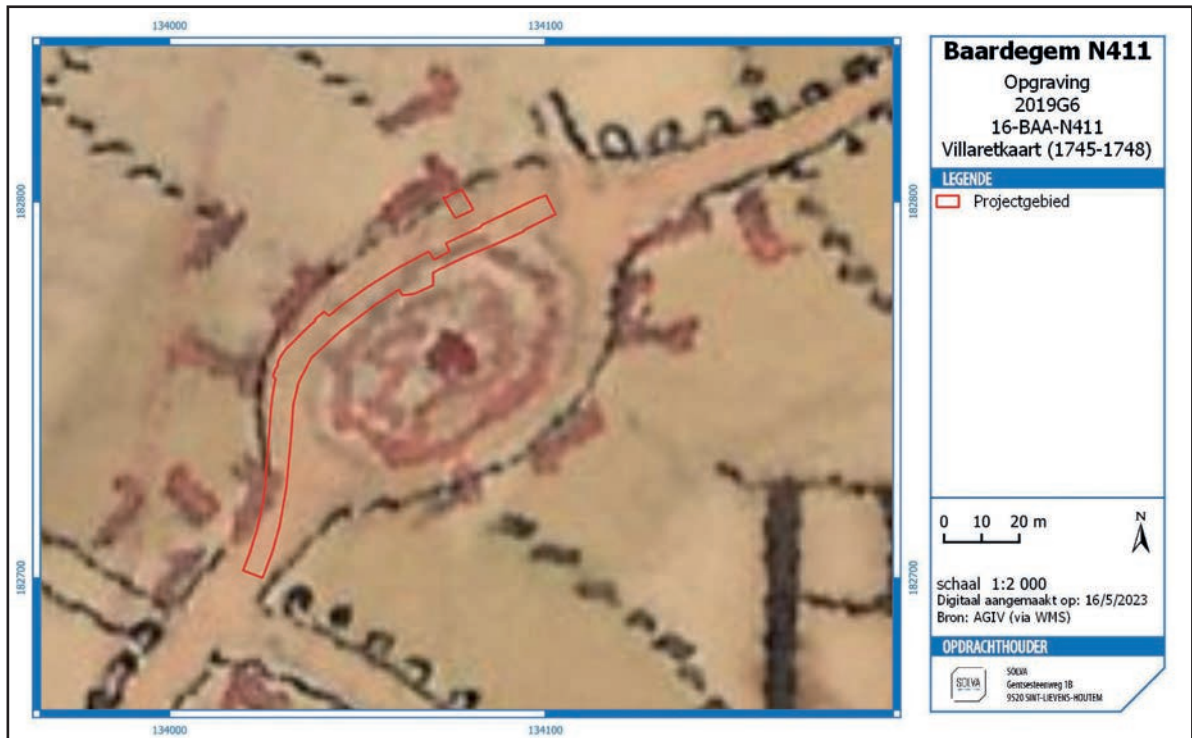 134000
134100
182800
182800
182700
182700
134000
134100
Baardegem N411
Opgraving
2019G6
16-BAA-N411
Villaretkaart (1745-1748)
LEGENDE
Projectgebied
0 10 20 m
N
schaal 1:2 000
Digitaal aangemaakt op: 16/5/2023
Bron: AGIV (via WMS)
OPDRACHTHOUDER
SOLVA
SOLVA
Gentsesteenweg 1B
9520 SINT-LIEVENS-HOUTEM